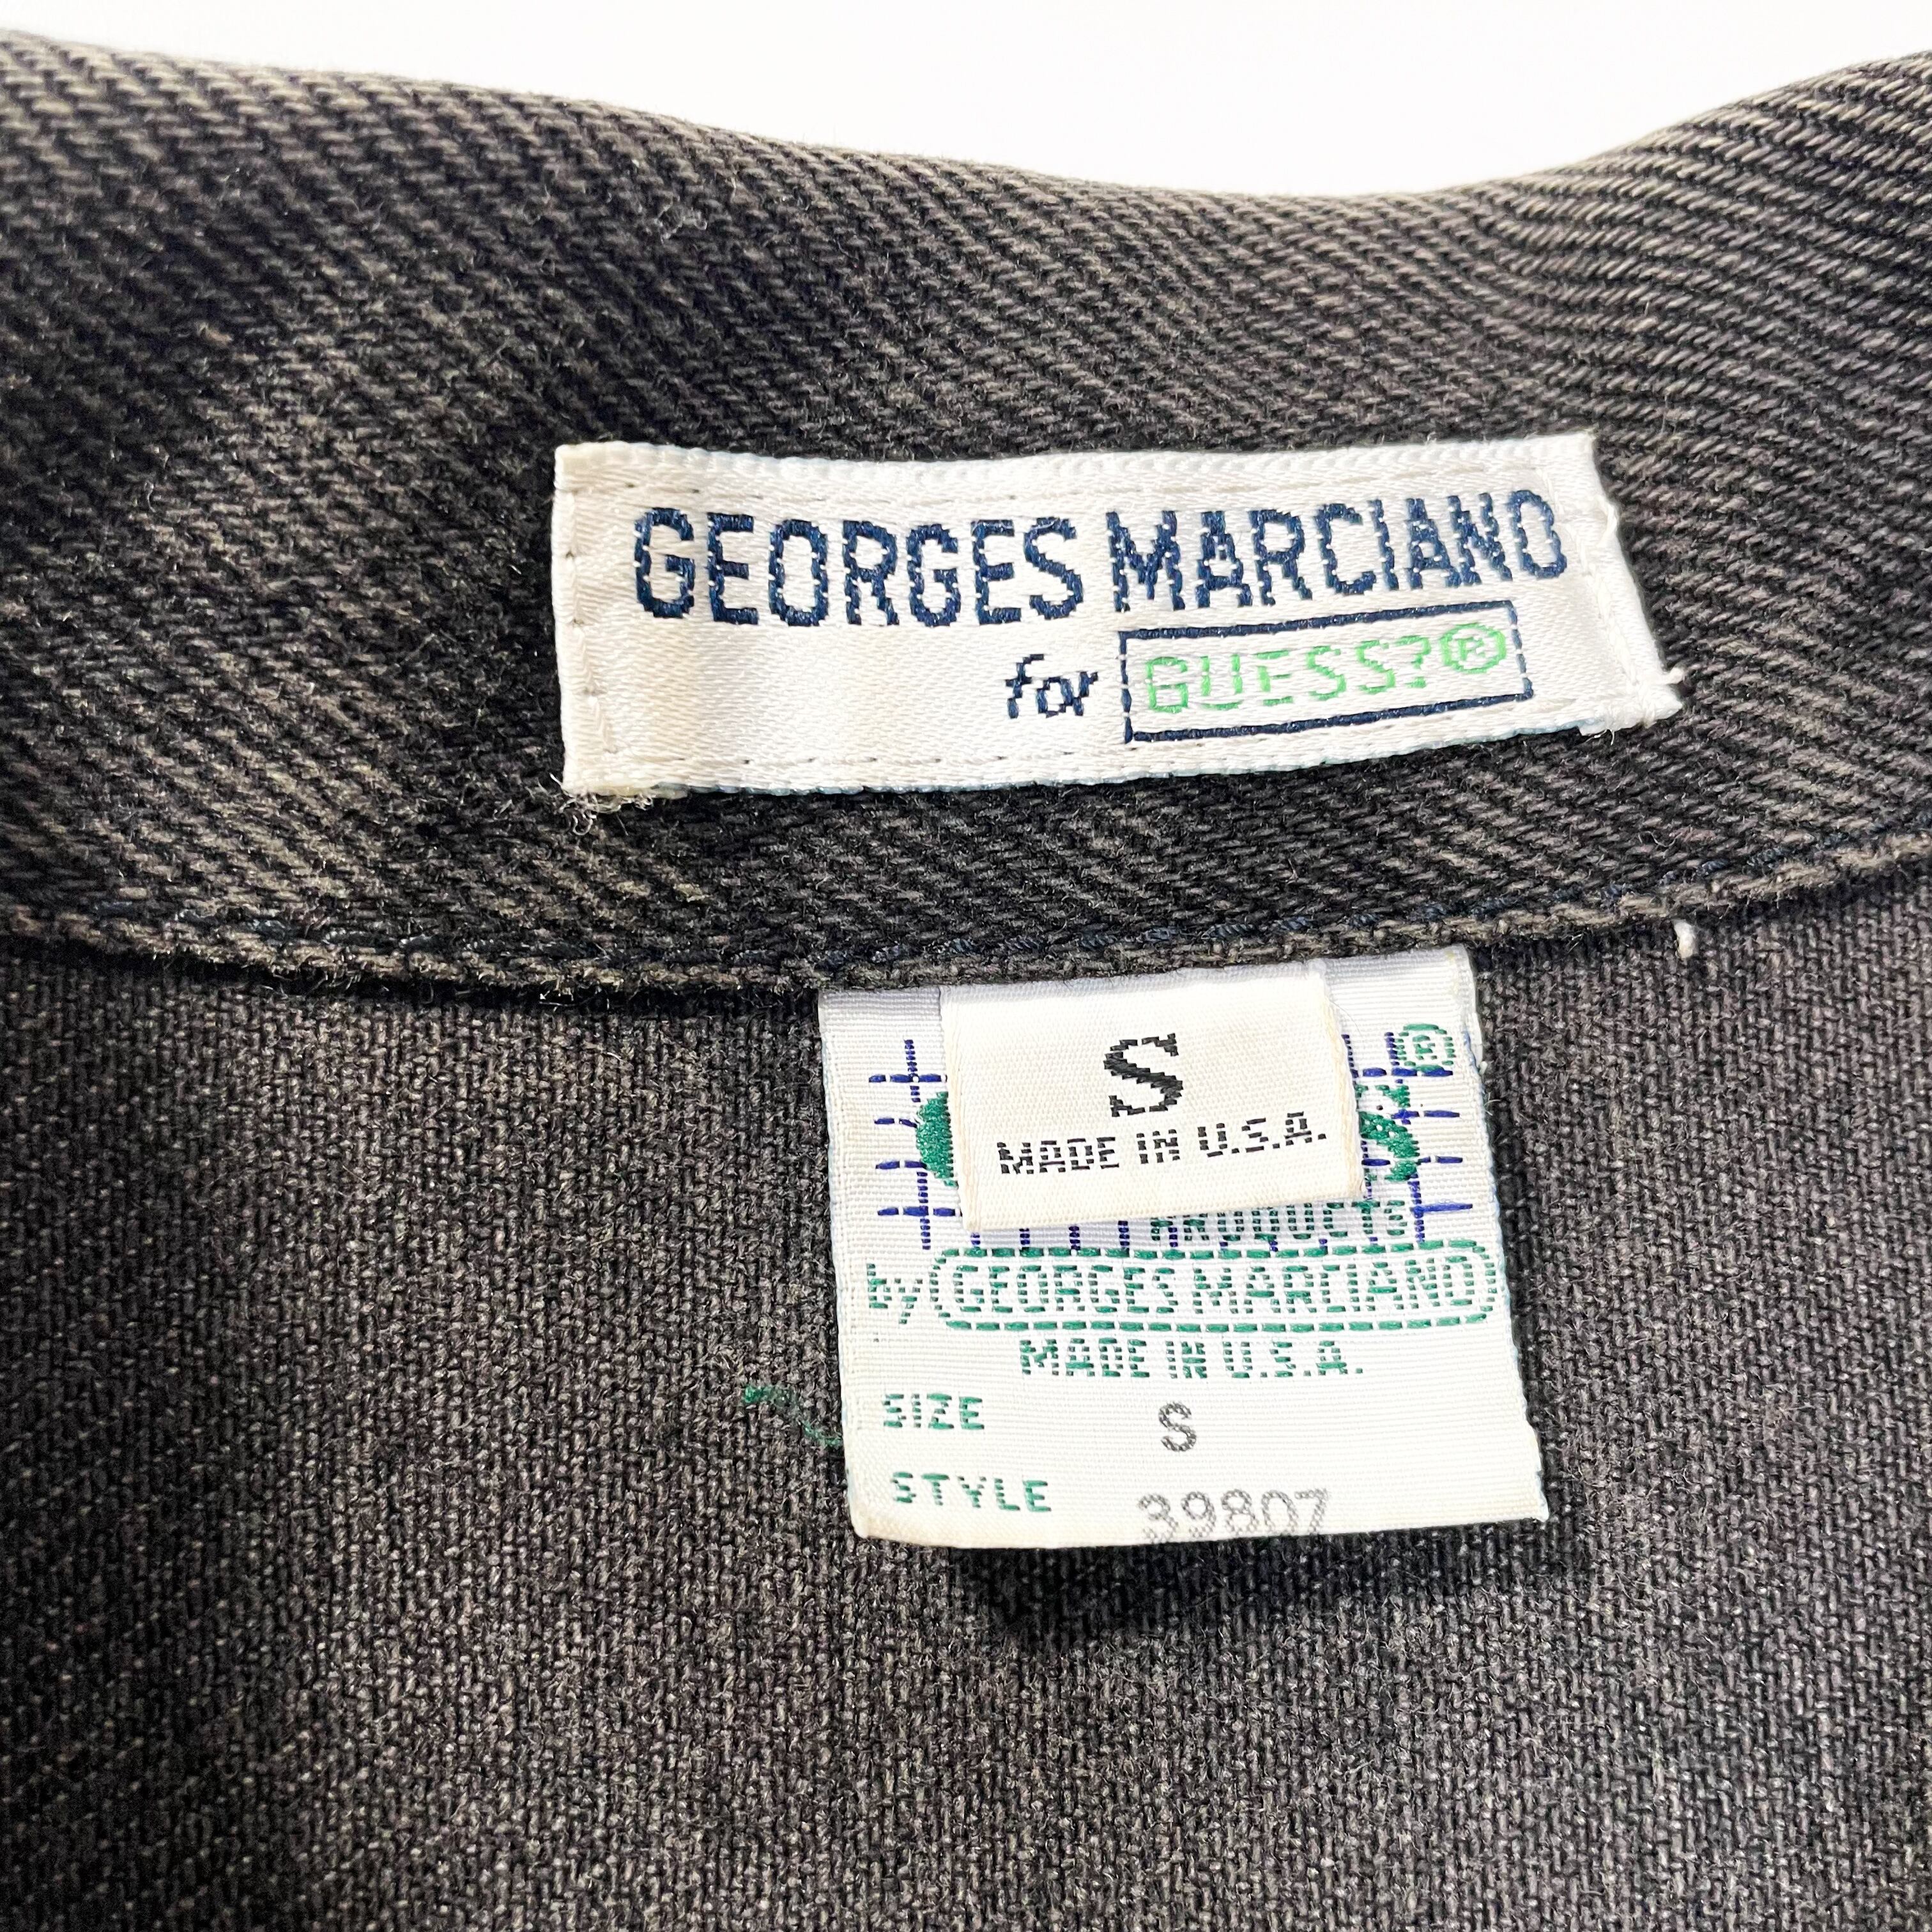 GEORGES MARCIANO
for GUESS?®
S
MADE IN U.S.A.
®
PRODUCTS
by GEORGES MARCIANO
MADE IN U.S.A.
SIZE S
STYLE 39807